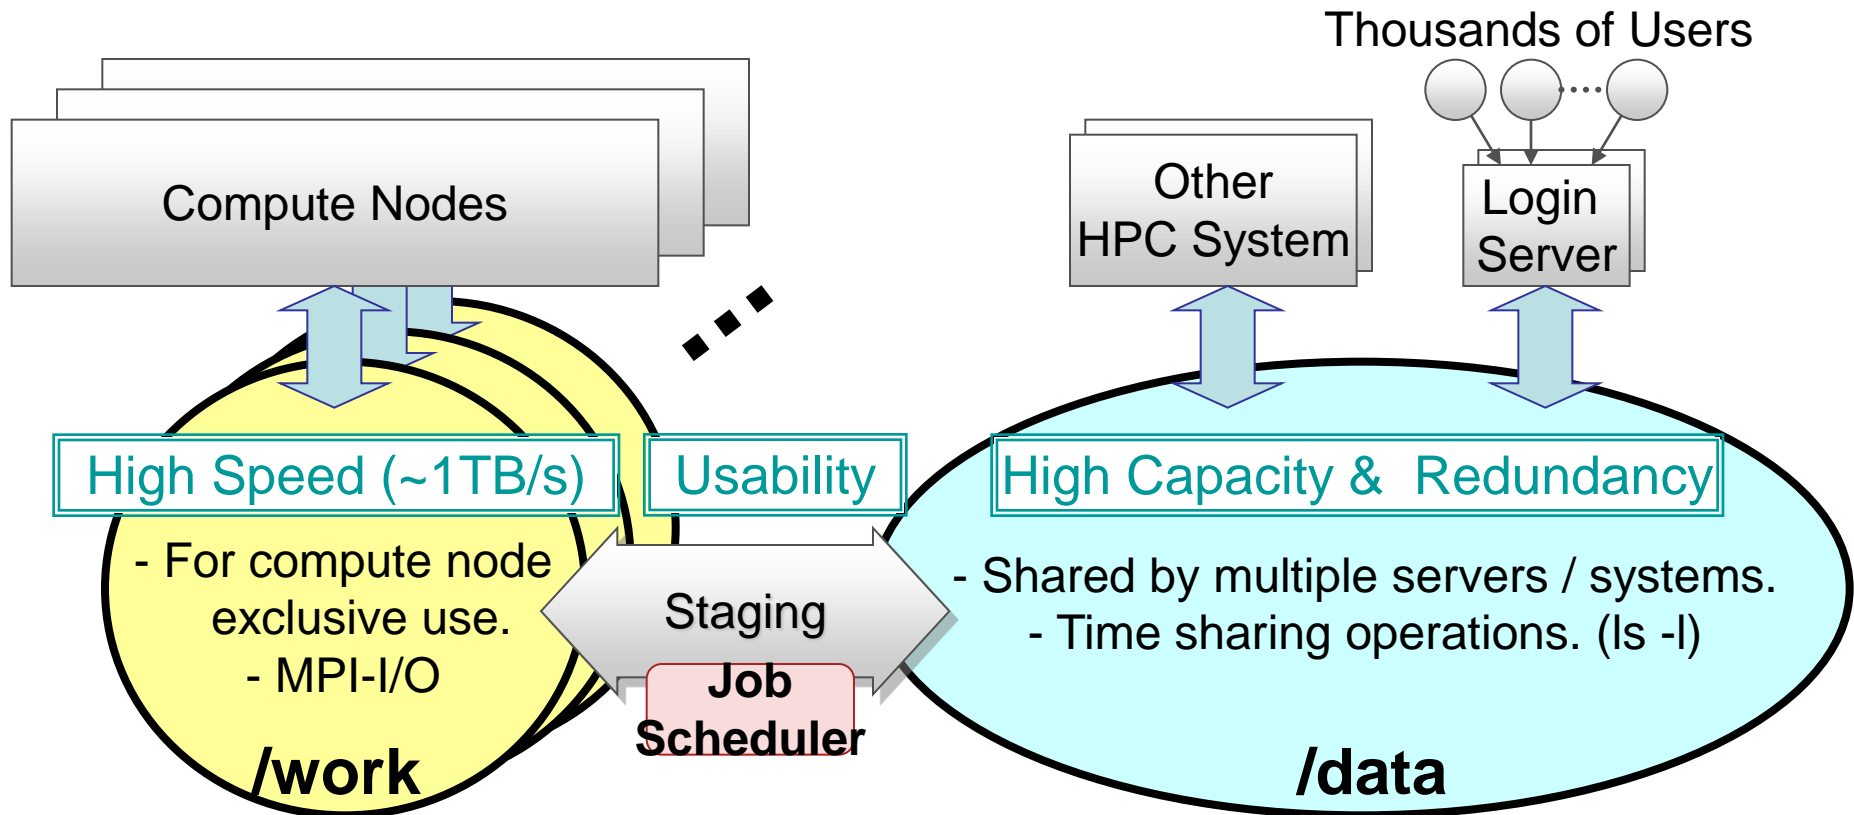 Thousands of Users
Compute Nodes
Other
HPC System
Login
Server
High Speed (~1TB/s)
Usability
High Capacity &  Redundancy
- For compute node
exclusive use.
- MPI-I/O
/work
Staging
Job
Scheduler
- Shared by multiple servers / systems.
- Time sharing operations. (ls -l)
/data